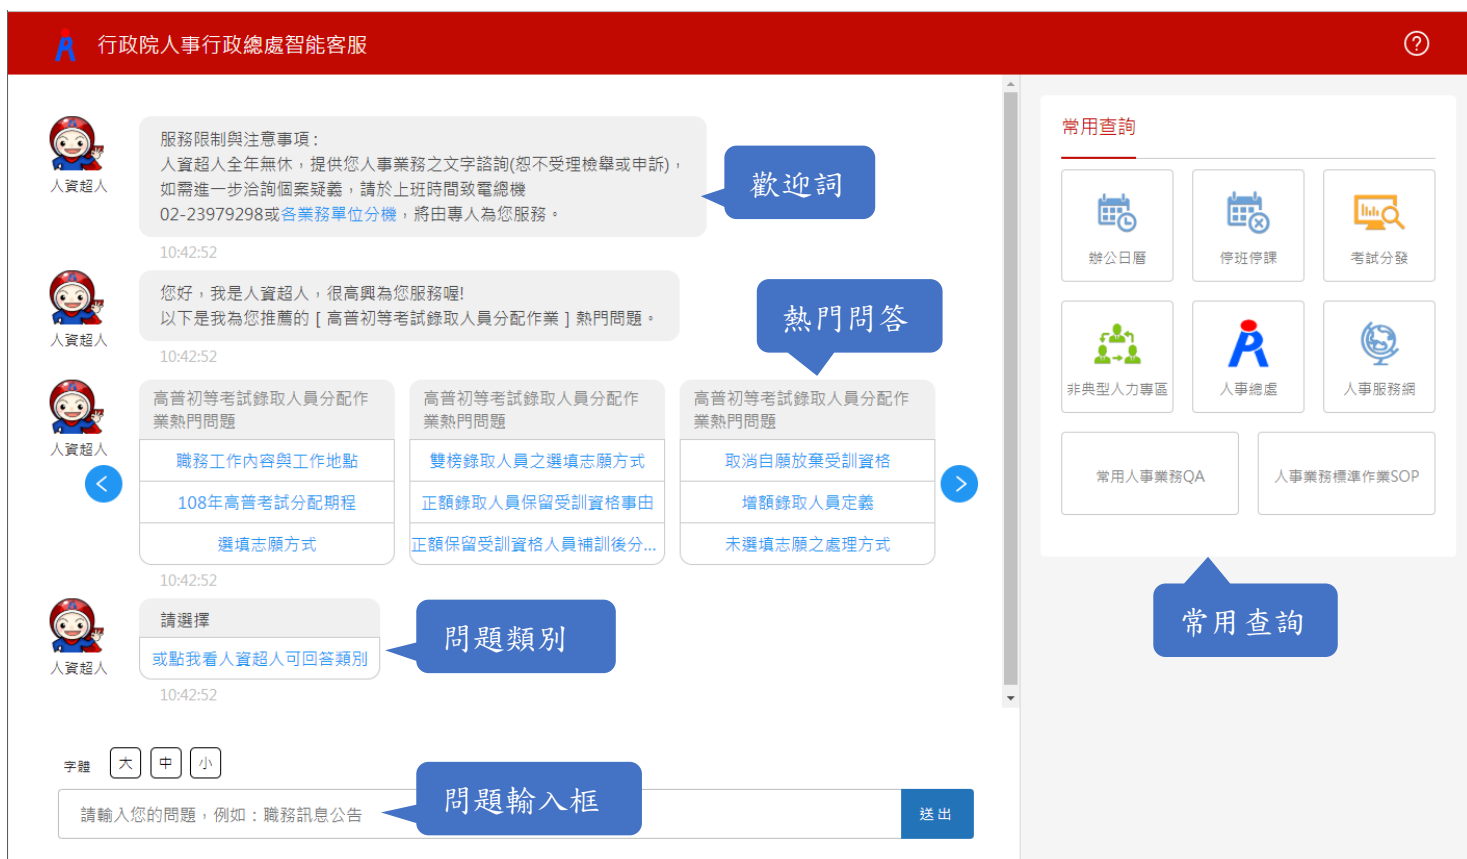 行政院人事行政總處智能客服
服務限制與注意事項:
人資超人全年無休，提供您人事業務之文字諮詢(恕不受理檢舉或申訴)，
如需進一步洽詢個案疑義，請於上班時間致電總機
02-23979298或各業務單位分機，將由專人為您服務。
人資超人
10:42:52
歡迎詞
您好，我是人資超人，很高興為您服務喔!
以下是我為您推薦的 [ 高普初等考試錄取人員分配作業 ] 熱門問題。
人資超人
10:42:52
熱門問答
高普初等考試錄取人員分配作
業熱門問題
職務工作內容與工作地點
108年高普考試分配期程
選填志願方式
高普初等考試錄取人員分配作
業熱門問題
雙榜錄取人員之選填志願方式
正額錄取人員保留受訓資格事由
正額保留受訓資格人員補訓後分...
高普初等考試錄取人員分配作
業熱門問題
取消自願放棄受訓資格
增額錄取人員定義
未選填志願之處理方式
人資超人
10:42:52
請選擇
或點我看人資超人可回答類別
人資超人
10:42:52
問題類別
字體 大 中 小
請輸入您的問題，例如：職務訊息公告
問題輸入框
送出
常用查詢
辦公日曆
停班停課
考試分發
非典型人力專區
人事總處
人事服務網
常用人事業務QA
人事業務標準作業SOP
常用查詢